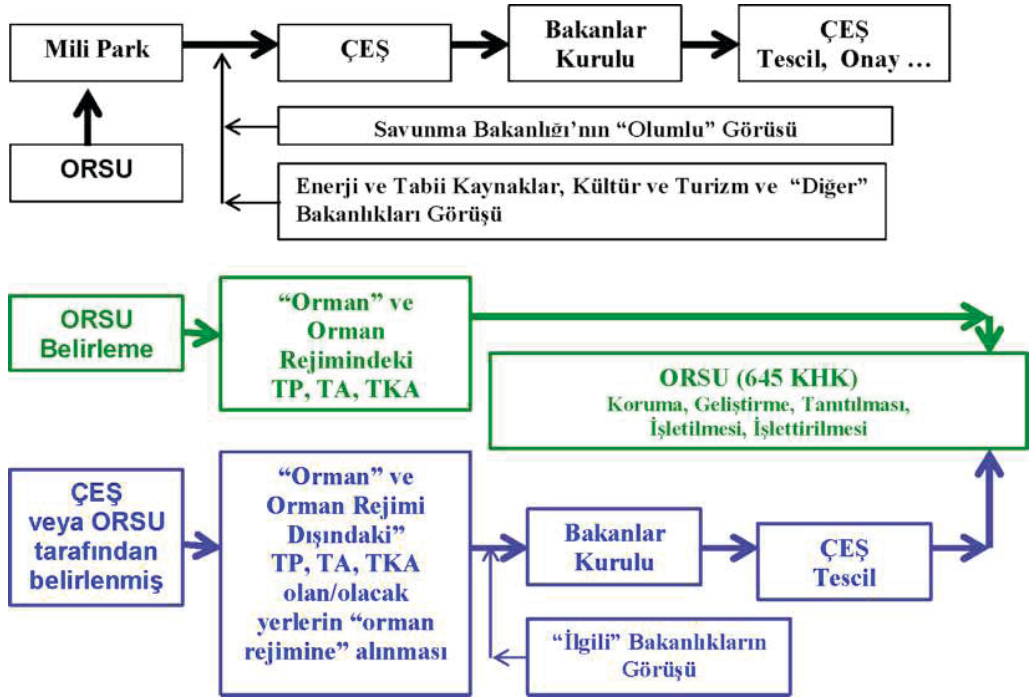 Mili Park
ÇEŞ
Bakanlar
Kurulu
ÇEŞ
Tescil, Onay …
ORSU
Savunma Bakanlığı’nın “Olumlu” Görüsü
Enerji ve Tabii Kaynaklar, Kültür ve Turizm ve “Diğer”
Bakanlıkları Görüşü
ORSU
Belirleme
“Orman” ve
Orman
Rejimindeki
TP, TA, TKA
ORSU (645 KHK)
Koruma, Geliştirme, Tanıtılması,
İşletilmesi, İşlettirilmesi
ÇEŞ
veya ORSU
tarafından
belirlenmiş
“Orman” ve
Orman Rejimi
Dışındaki”
TP, TA, TKA
olan/olacak
yerlerin “orman
rejimine” alınması
Bakanlar
Kurulu
ÇEŞ
Tescil
“İlgili” Bakanlıkların
Görüşü